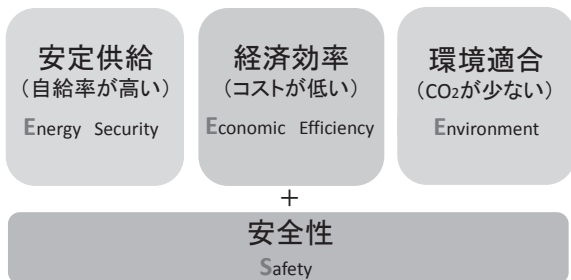 安定供給
（自給率が高い）
Energy Security
経済効率
（コストが低い）
Economic Efficiency
環境適合
（CO₂が少ない）
Environment
+
安全性
Safety